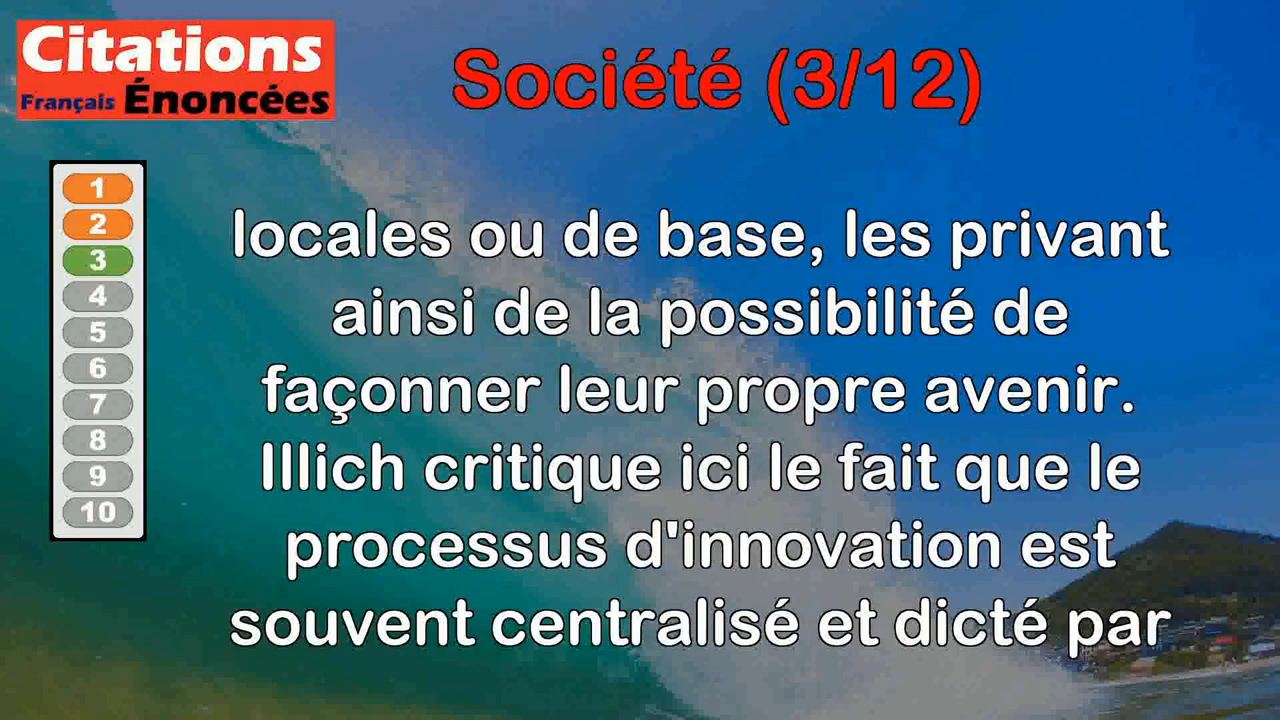 Citations
Français Énoncées
Société (3/12)
1
2
3
4
5
6
7
8
9
10
locales ou de base, les privant
ainsi de la possibilité de
façonner leur propre avenir.
Illich critique ici le fait que le
processus d'innovation est
souvent centralisé et dicté par